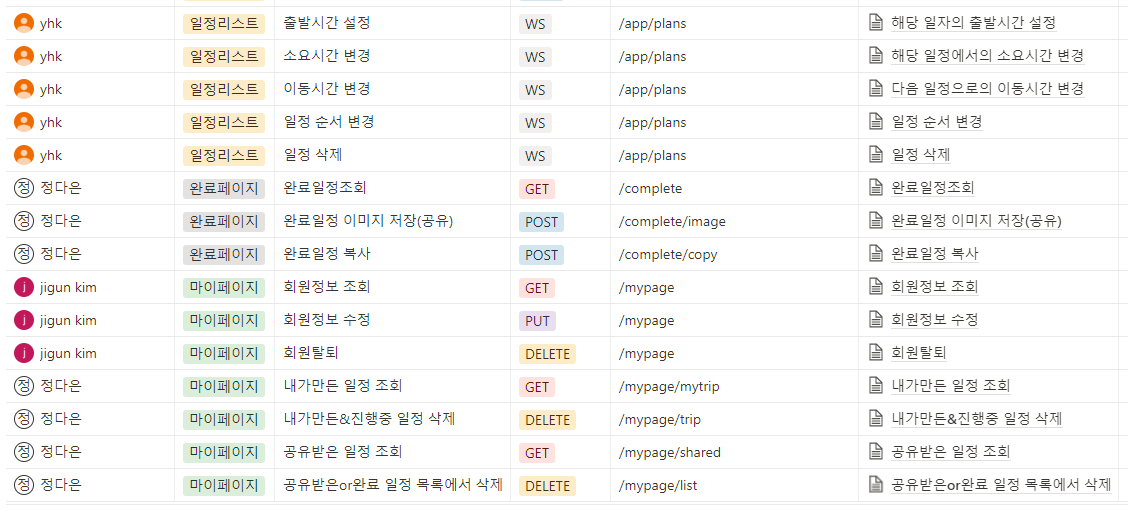 yhk 일정리스트 출발시간 설정 WS /app/plans 해당 일자의 출발시간 설정
yhk 일정리스트 소요시간 변경 WS /app/plans 해당 일정에서의 소요시간 변경
yhk 일정리스트 이동시간 변경 WS /app/plans 다음 일정으로의 이동시간 변경
yhk 일정리스트 일정 순서 변경 WS /app/plans 일정 순서 변경
yhk 일정리스트 일정 삭제 WS /app/plans 일정 삭제
정 정다은 완료페이지 완료일정조회 GET /complete 완료일정조회
정 정다은 완료페이지 완료일정 이미지 저장(공유) POST /complete/image 완료일정 이미지 저장(공유)
정 정다은 완료페이지 완료일정 복사 POST /complete/copy 완료일정 복사
j jigun kim 마이페이지 회원정보 조회 GET /mypage 회원정보 조회
j jigun kim 마이페이지 회원정보 수정 PUT /mypage 회원정보 수정
j jigun kim 마이페이지 회원탈퇴 DELETE /mypage 회원탈퇴
정 정다은 마이페이지 내가만든 일정 조회 GET /mypage/mytrip 내가만든 일정 조회
정 정다은 마이페이지 내가만든&진행중 일정 삭제 DELETE /mypage/trip 내가만든&진행중 일정 삭제
정 정다은 마이페이지 공유받은 일정 조회 GET /mypage/shared 공유받은 일정 조회
정 정다은 마이페이지 공유받은or완료 일정 목록에서 삭제 DELETE /mypage/list 공유받은or완료 일정 목록에서 삭제